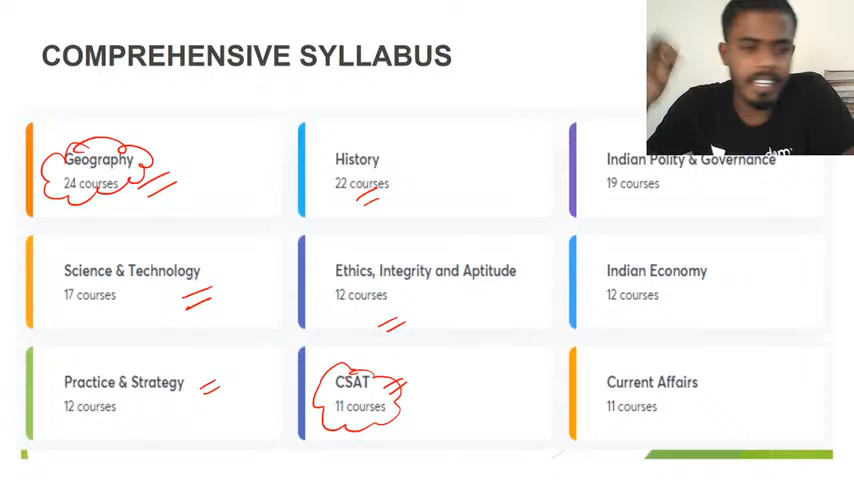 COMPREHENSIVE SYLLABUS
Geography
24 courses
History
22 courses
Indian Polity & Governance
19 courses
Science & Technology
17 courses
Ethics, Integrity and Aptitude
12 courses
Indian Economy
12 courses
Practice & Strategy
12 courses
CSAT
11 courses
Current Affairs
11 courses